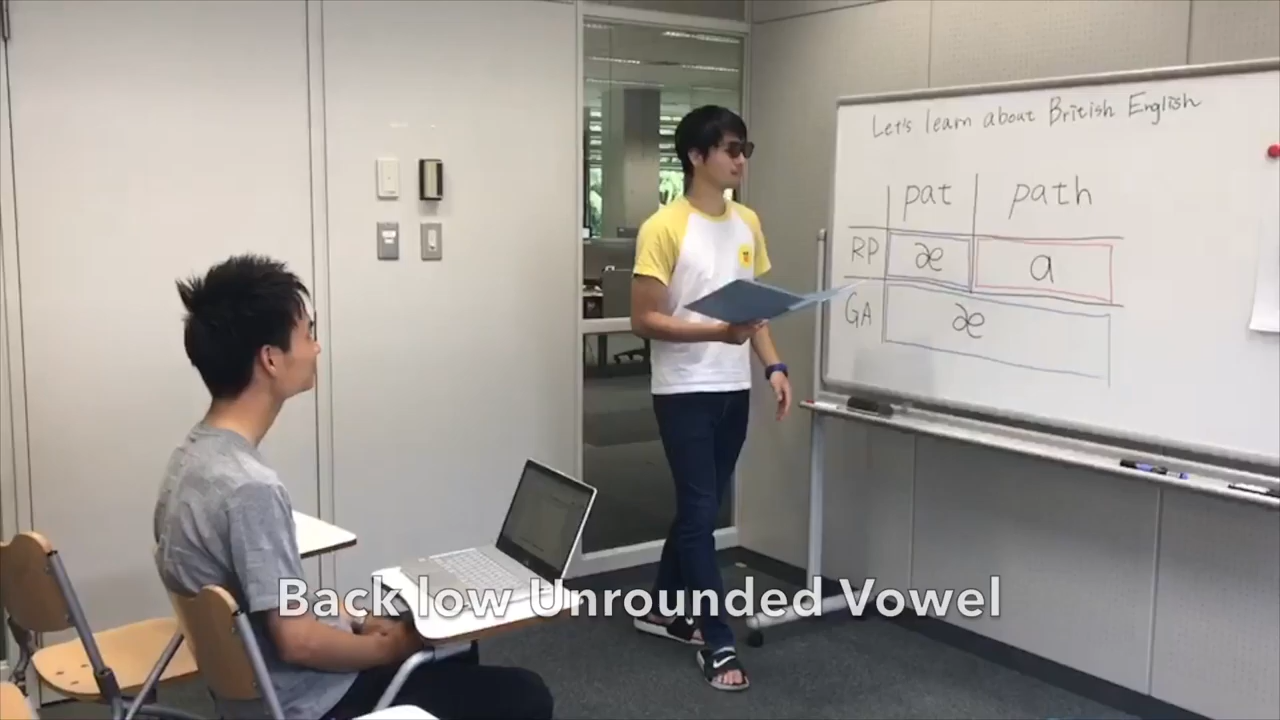 Let's learn about British English
pat path
RP æ ɑ
GA æ
Back low Unrounded Vowel